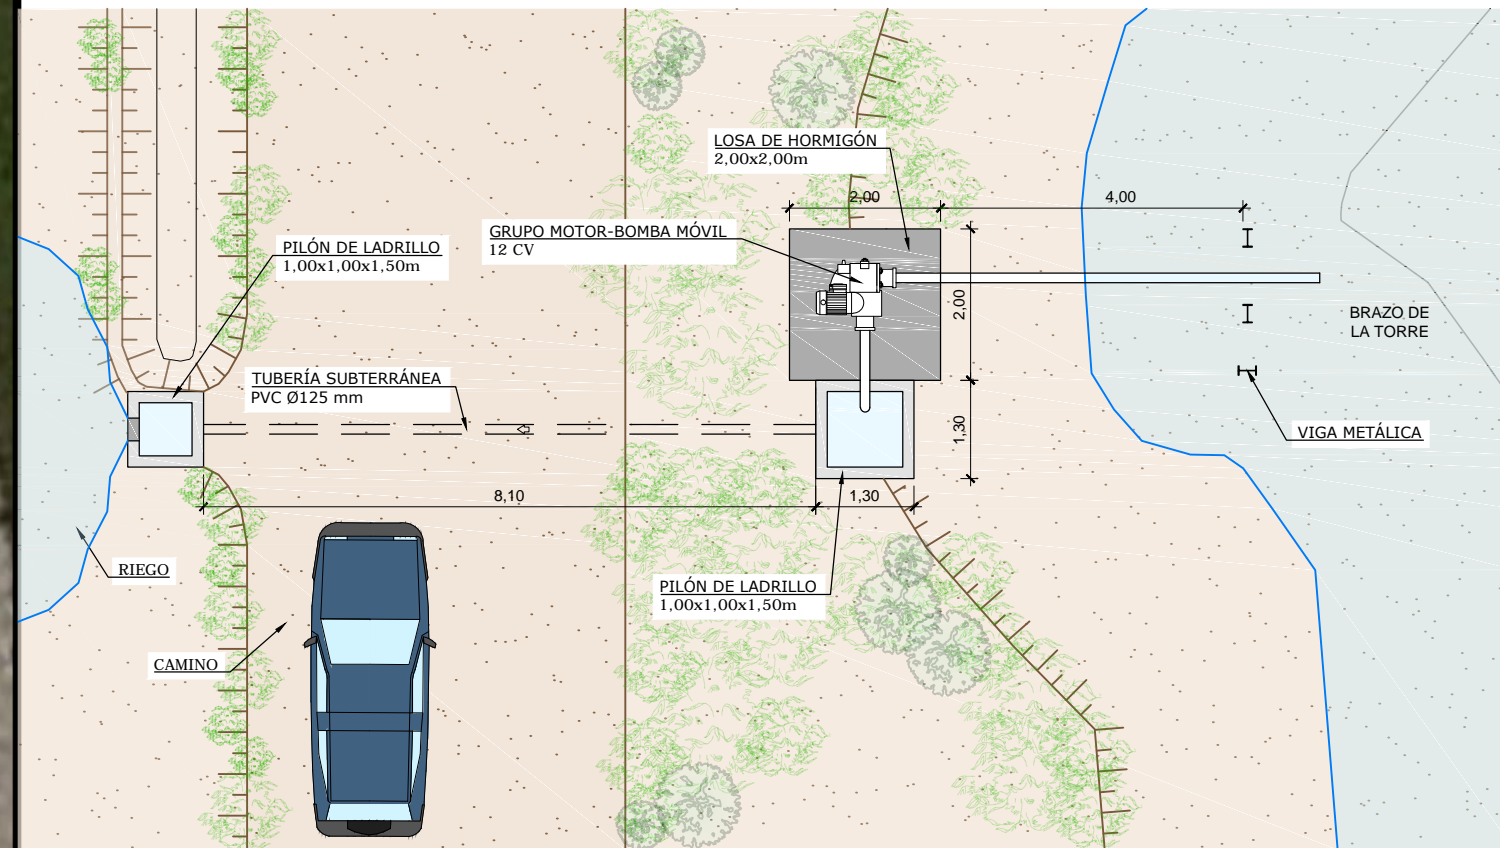 LOSA DE HORMIGÓN
2,00x2,00m
2,00
4,00
GRUPO MOTOR-BOMBA MÓVIL
12 CV
PILÓN DE LADRILLO
1,00x1,00x1,50m
2,00
BRAZO DE
LA TORRE
TUBERÍA SUBTERRÁNEA
PVC Ø125 mm
1,30
VIGA METÁLICA
8,10
1,30
RIEGO
PILÓN DE LADRILLO
1,00x1,00x1,50m
CAMINO